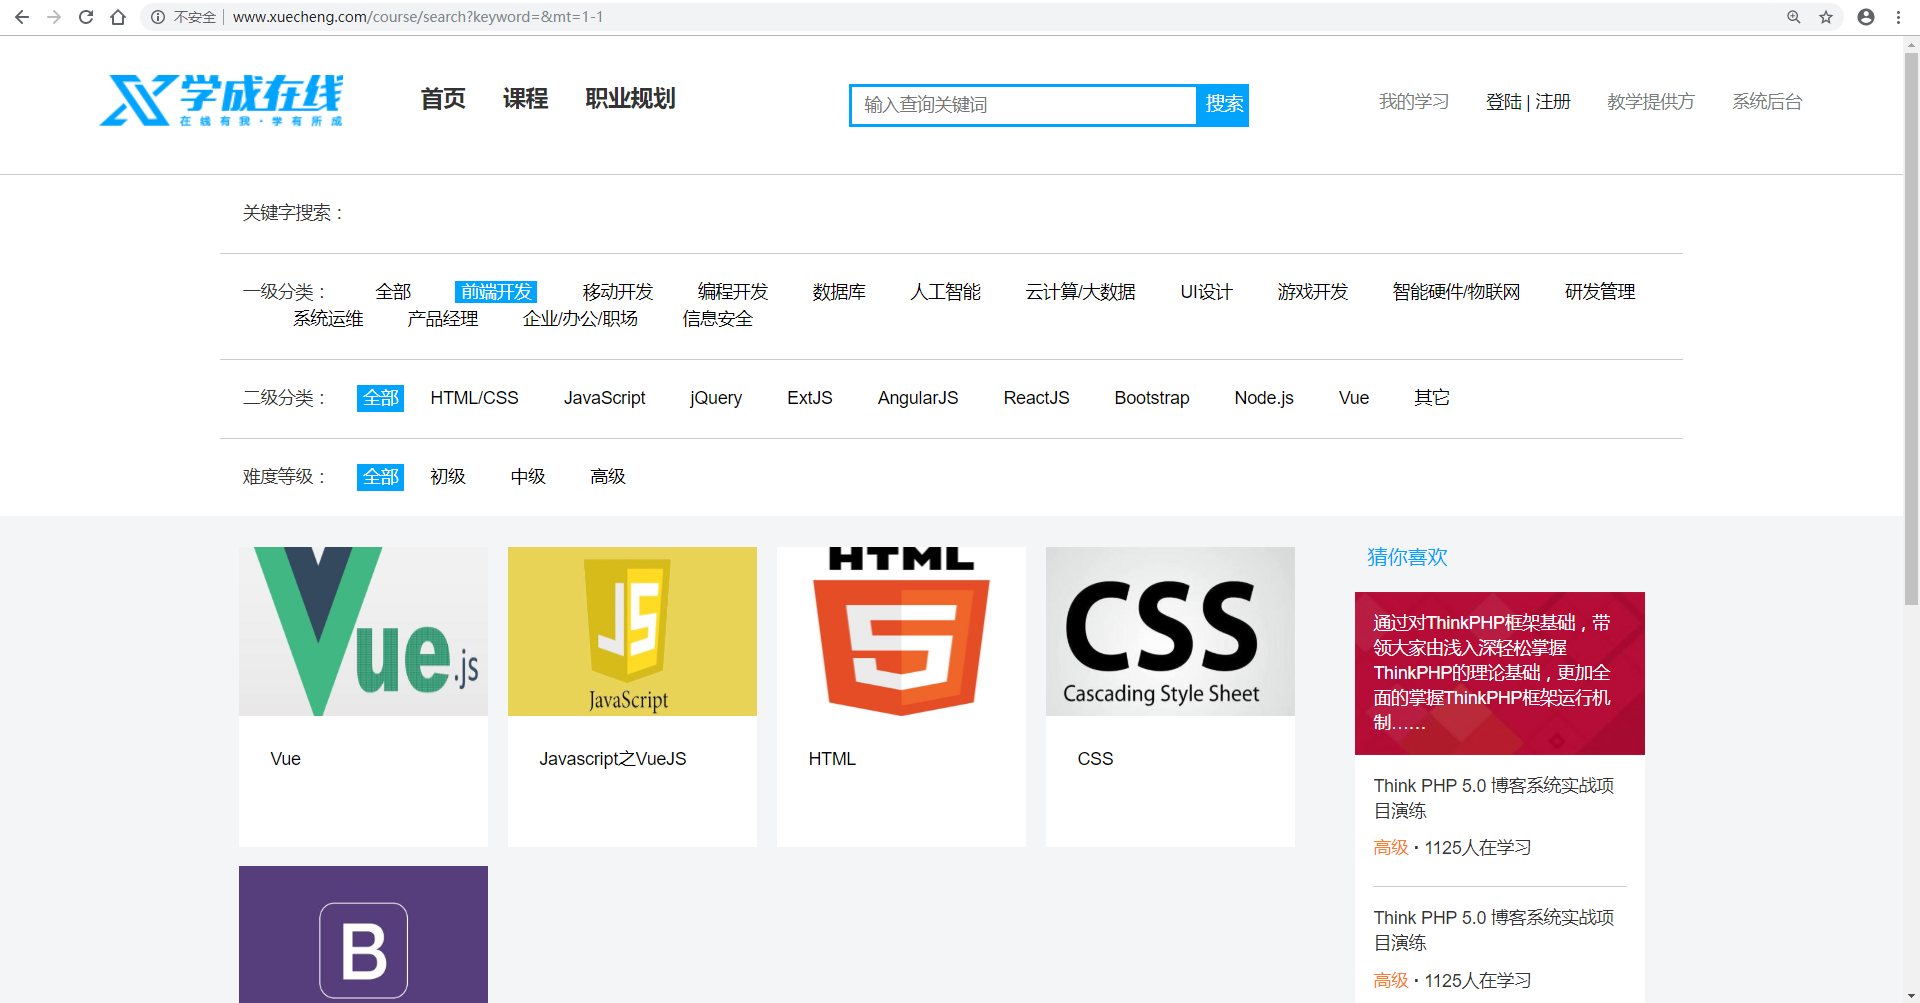 不安全 www.xuecheng.com/course/search?keyword=&mt=1-1
学成在线
在线有我·学有所成
首页 课程 职业规划
输入查询关键词 搜索
我的学习 登陆 | 注册 教学提供方 系统后台
关键字搜索：
一级分类： 全部 前端开发 移动开发 编程开发 数据库 人工智能 云计算/大数据 UI设计 游戏开发 智能硬件/物联网 研发管理
系统运维 产品经理 企业/办公/职场 信息安全
二级分类： 全部 HTML/CSS JavaScript jQuery ExtJS AngularJS ReactJS Bootstrap Node.js Vue 其它
难度等级： 全部 初级 中级 高级
Vue.js
JS
JavaScript
HTML
5
CSS
Cascading Style Sheet
Vue
Javascript之VueJS
HTML
CSS
B
猜你喜欢
通过对ThinkPHP框架基础，带
领大家由浅入深轻松掌握
ThinkPHP的理论基础，更加全
面的掌握ThinkPHP框架运行机
制……
Think PHP 5.0 博客系统实战项
目演练
高级 · 1125人在学习
Think PHP 5.0 博客系统实战项
目演练
高级 · 1125人在学习